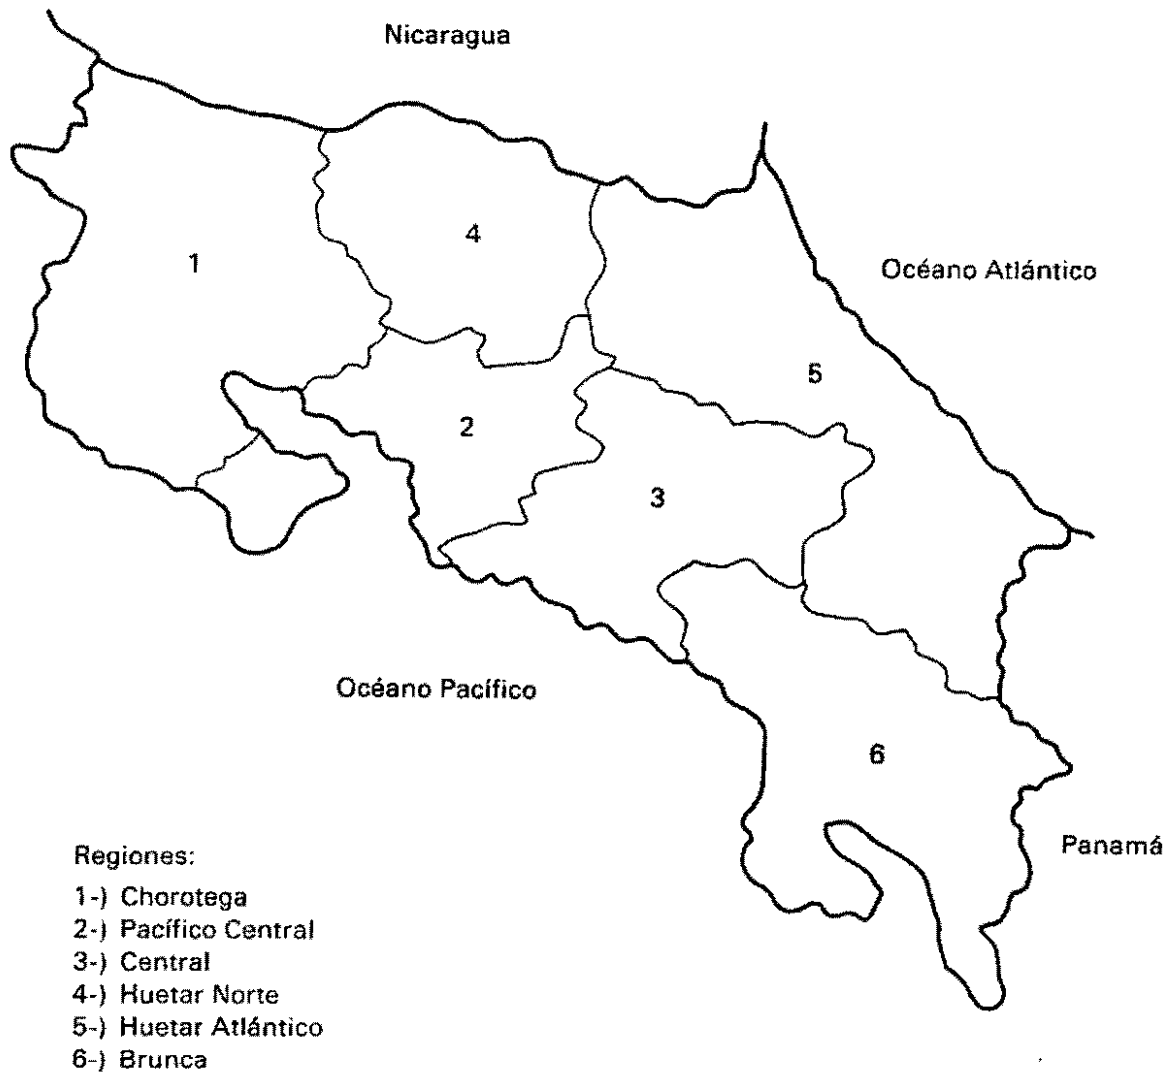 Nicaragua
4
1
Océano Atlántico
5
2
3
Océano Pacífico
6
Panamá
Regiones:
1-) Chorotega
2-) Pacífico Central
3-) Central
4-) Huetar Norte
5-) Huetar Atlántico
6-) Brunca